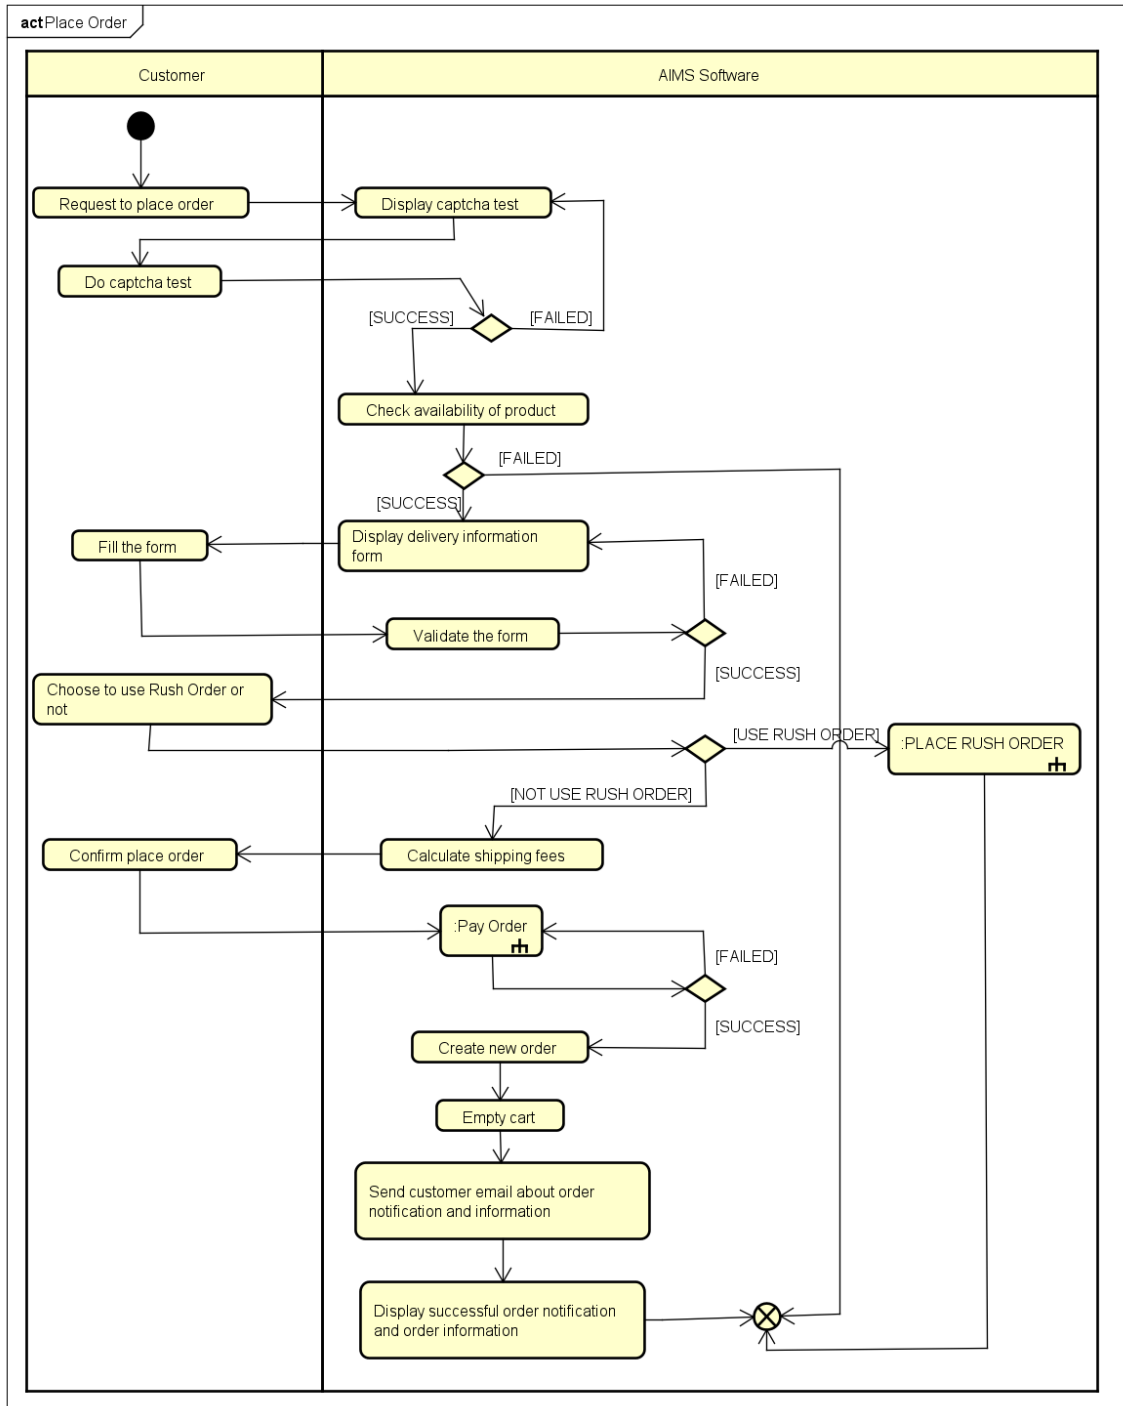 act Place Order
Customer
AIMS Software
Request to place order
Display captcha test
Do captcha test
[SUCCESS]
[FAILED]
Check availability of product
[FAILED]
[SUCCESS]
Fill the form
Display delivery information
form
[FAILED]
Validate the form
[SUCCESS]
Choose to use Rush Order or
not
[USE RUSH ORDER]
:PLACE RUSH ORDER
[NOT USE RUSH ORDER]
Confirm place order
Calculate shipping fees
:Pay Order
[FAILED]
[SUCCESS]
Create new order
Empty cart
Send customer email about order
notification and information
Display successful order notification
and order information